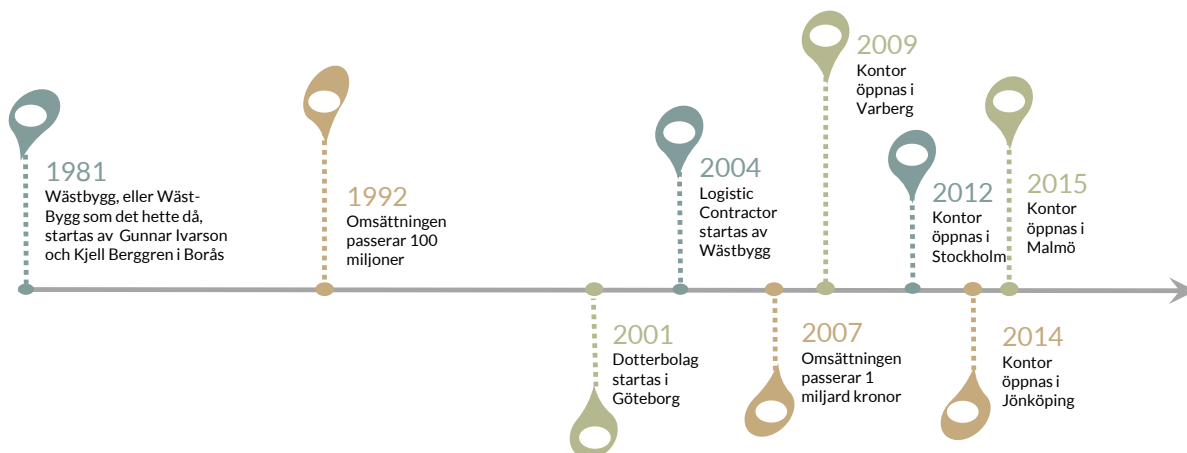 1981
Wästbygg, eller Wäst-
Bygg som det hette då,
startas av Gunnar Ivarson
och Kjell Berggren i Borås
1992
Omsättningen
passerar 100
miljoner
2001
Dotterbolag
startas i
Göteborg
2004
Logistic
Contractor
startas av
Wästbygg
2007
Omsättningen
passerar 1
miljard kronor
2009
Kontor
öppnas i
Varberg
2012
Kontor
öppnas i
Stockholm
2014
Kontor
öppnas i
Jönköping
2015
Kontor
öppnas i
Malmö